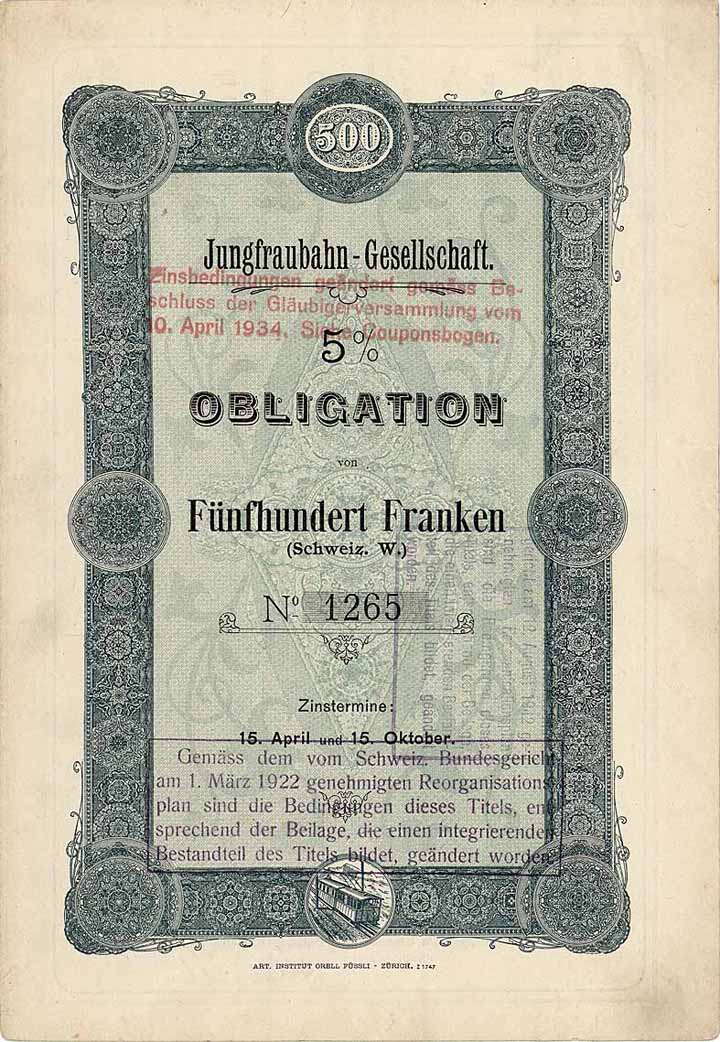 500
Jungfraubahn-Gesellschaft.
Zinsbedingungen geändert gemäss Be-
schluss der Gläubigerversammlung vom
10. April 1934. Siehe Couponsbogen.
5%
OBLIGATION
von
Fünfhundert Franken
(Schweiz. W.)
No 1265
Zinstermine:
15. April und 15. Oktober.
Gemäss dem vom Schweiz. Bundesgericht
am 1. März 1922 genehmigten Reorganisations-
plan sind die Bedingungen dieses Titels, ent-
sprechend der Beilage, die einen integrierenden
Bestandteil des Titels bildet, geändert worden.
ART. INSTITUT ORELL FÜSSLI - ZÜRICH.